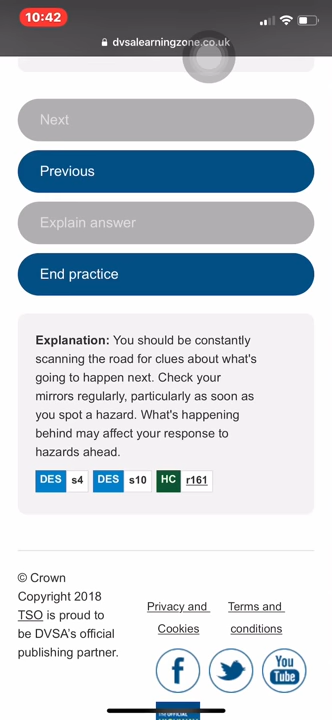 10:42
dvsalearningzone.co.uk
Next
Previous
Explain answer
End practice
Explanation: You should be constantly
scanning the road for clues about what's
going to happen next. Check your
mirrors regularly, particularly as soon as
you spot a hazard. What's happening
behind may affect your response to
hazards ahead.
DES s4 DES s10 HC r161
© Crown
Copyright 2018
TSO is proud to
be DVSA's official
publishing partner.
Privacy and
Cookies
Terms and
conditions
You
Tube